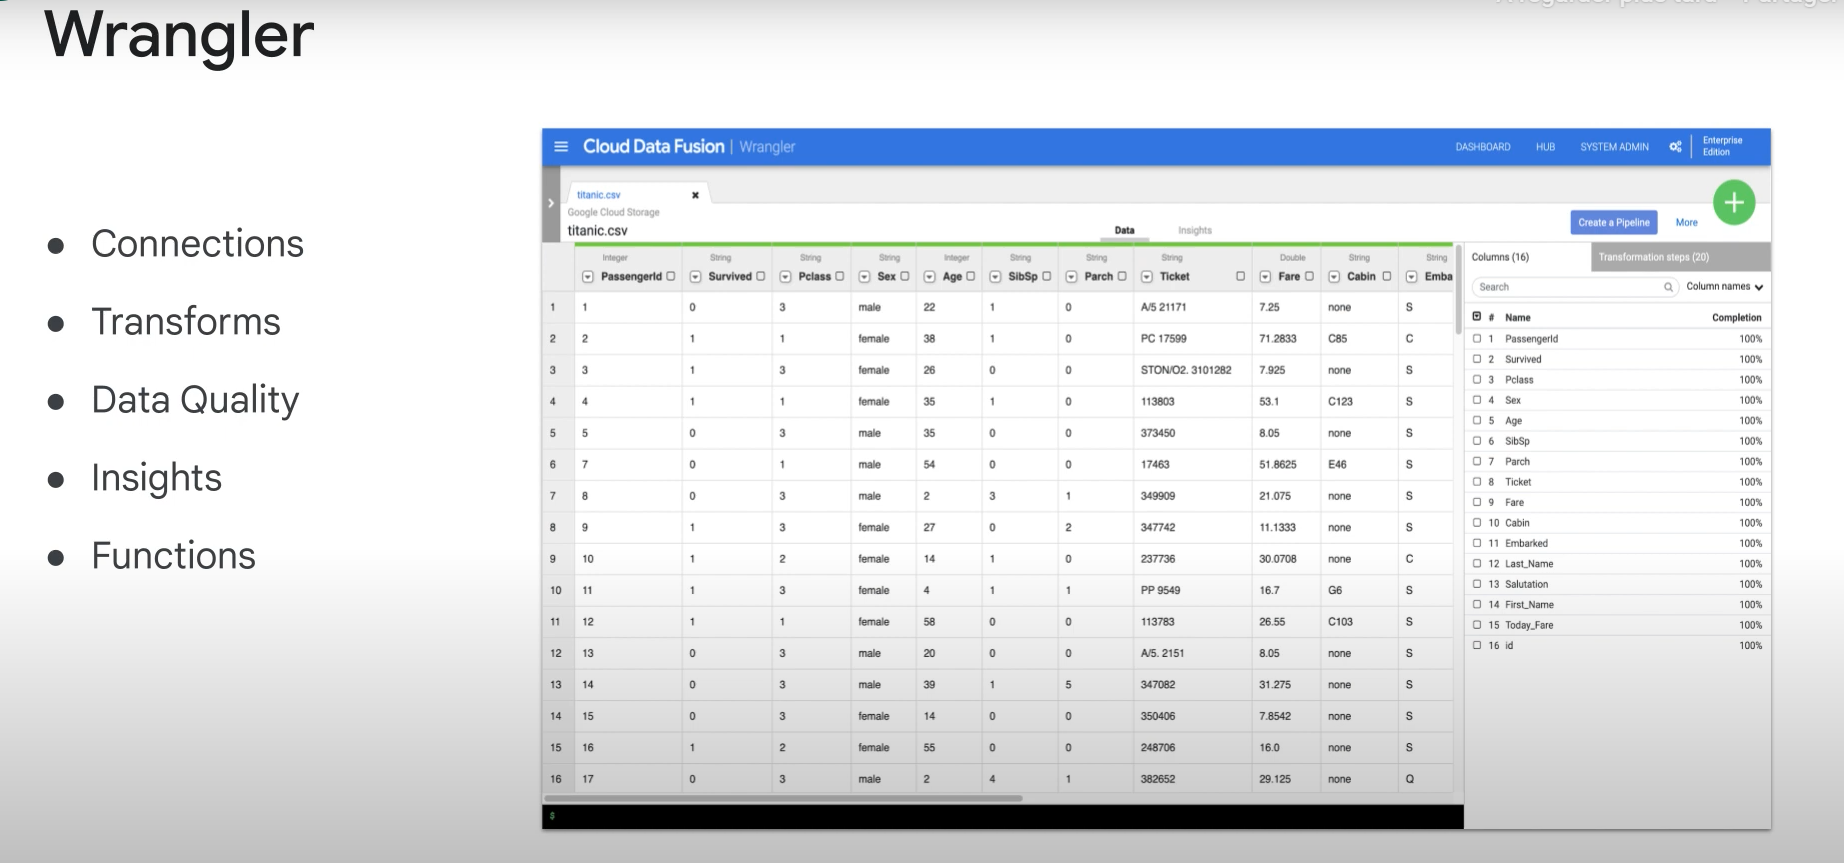 Wrangler
Connections
Transforms
Data Quality
Insights
Functions
Cloud Data Fusion | Wrangler
DASHBOARD HUB SYSTEM ADMIN Enterprise Edition
titanic.csv
Google Cloud Storage
titanic.csv
Data Insights
Create a Pipeline More
Integer String String String Integer String String String Double String String
PassengerId Survived Pclass Sex Age SibSp Parch Ticket Fare Cabin Emba
1 1 0 3 male 22 1 0 A/5 21171 7.25 none S
2 2 1 1 female 38 1 0 PC 17599 71.2833 C85 C
3 3 1 3 female 26 0 0 STON/O2. 3101282 7.925 none S
4 4 1 1 female 35 1 0 113803 53.1 C123 S
5 5 0 3 male 35 0 0 373450 8.05 none S
6 7 0 1 male 54 0 0 17463 51.8625 E46 S
7 8 0 3 male 2 3 1 349909 21.075 none S
8 9 1 3 female 27 0 2 347742 11.1333 none S
9 10 1 2 female 14 1 0 237736 30.0708 none C
10 11 1 3 female 4 1 1 PP 9549 16.7 G6 S
11 12 1 1 female 58 0 0 113783 26.55 C103 S
12 13 0 3 male 20 0 0 A/5. 2151 8.05 none S
13 14 0 3 male 39 1 5 347082 31.275 none S
14 15 0 3 female 14 0 0 350406 7.8542 none S
15 16 1 2 female 55 0 0 248706 16.0 none S
16 17 0 3 male 2 4 1 382652 29.125 none Q
$
Columns (16) Transformation steps (20)
Search Column names
# Name Completion
1 PassengerId 100%
2 Survived 100%
3 Pclass 100%
4 Sex 100%
5 Age 100%
6 SibSp 100%
7 Parch 100%
8 Ticket 100%
9 Fare 100%
10 Cabin 100%
11 Embarked 100%
12 Last_Name 100%
13 Salutation 100%
14 First_Name 100%
15 Today_Fare 100%
16 id 100%